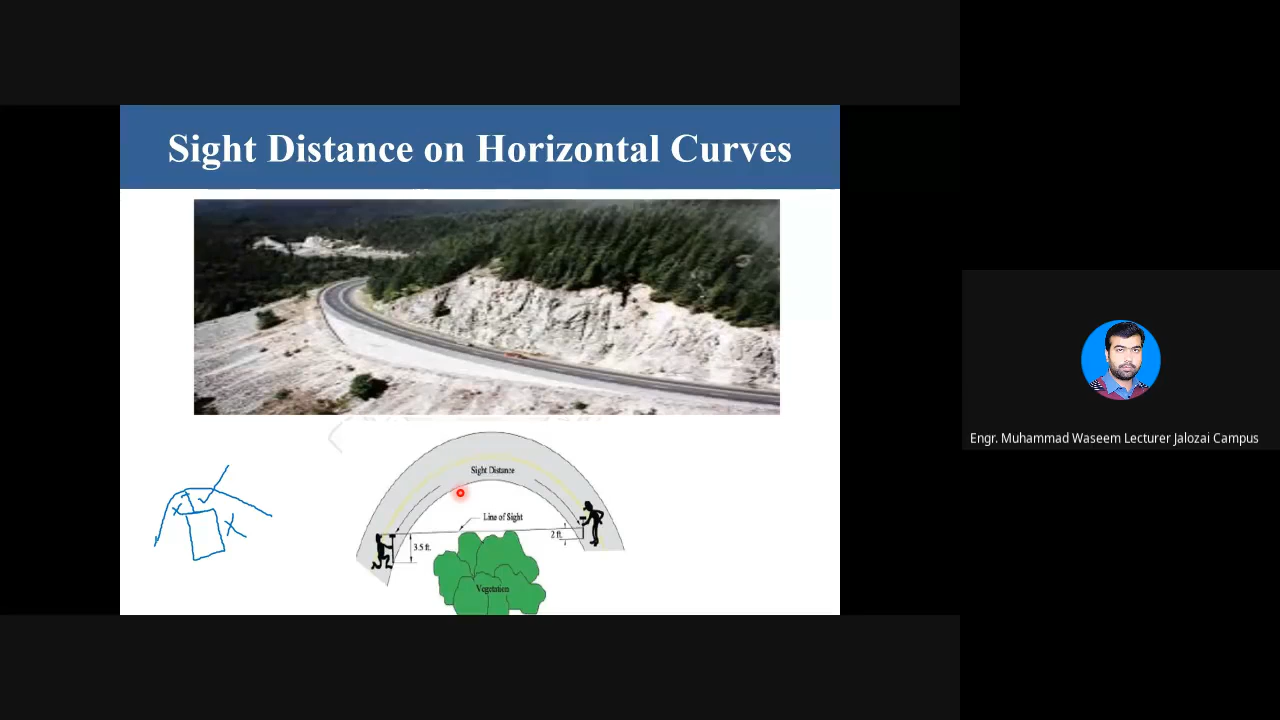 Sight Distance on Horizontal Curves
Sight Distance
Line of Sight
3.5 ft.
2 ft.
Vegetation
X
X
Engr. Muhammad Waseem Lecturer Jalozai Campus